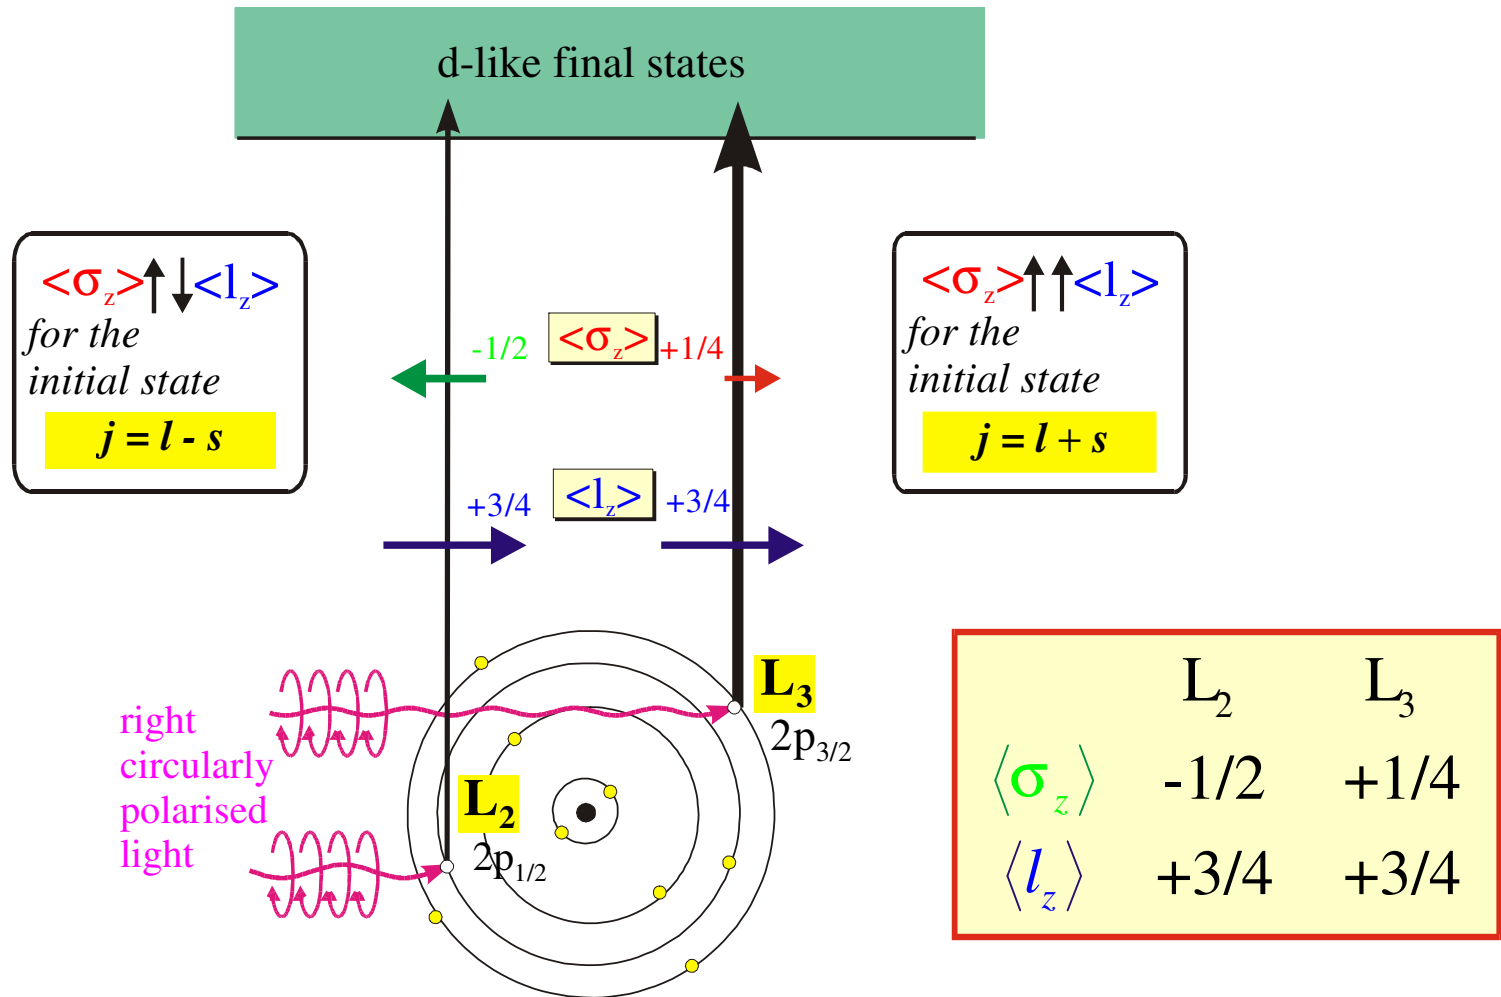 d-like final states
<σz>↑↓<lz>
for the
initial state
j = l - s
-1/2 <σz> +1/4
<σz>↑↑<lz>
for the
initial state
j = l + s
+3/4 <lz> +3/4
right
circularly
polarised
light
L3
2p3/2
L2
2p1/2
L2 L3
⟨σz⟩ -1/2 +1/4
⟨lz⟩ +3/4 +3/4